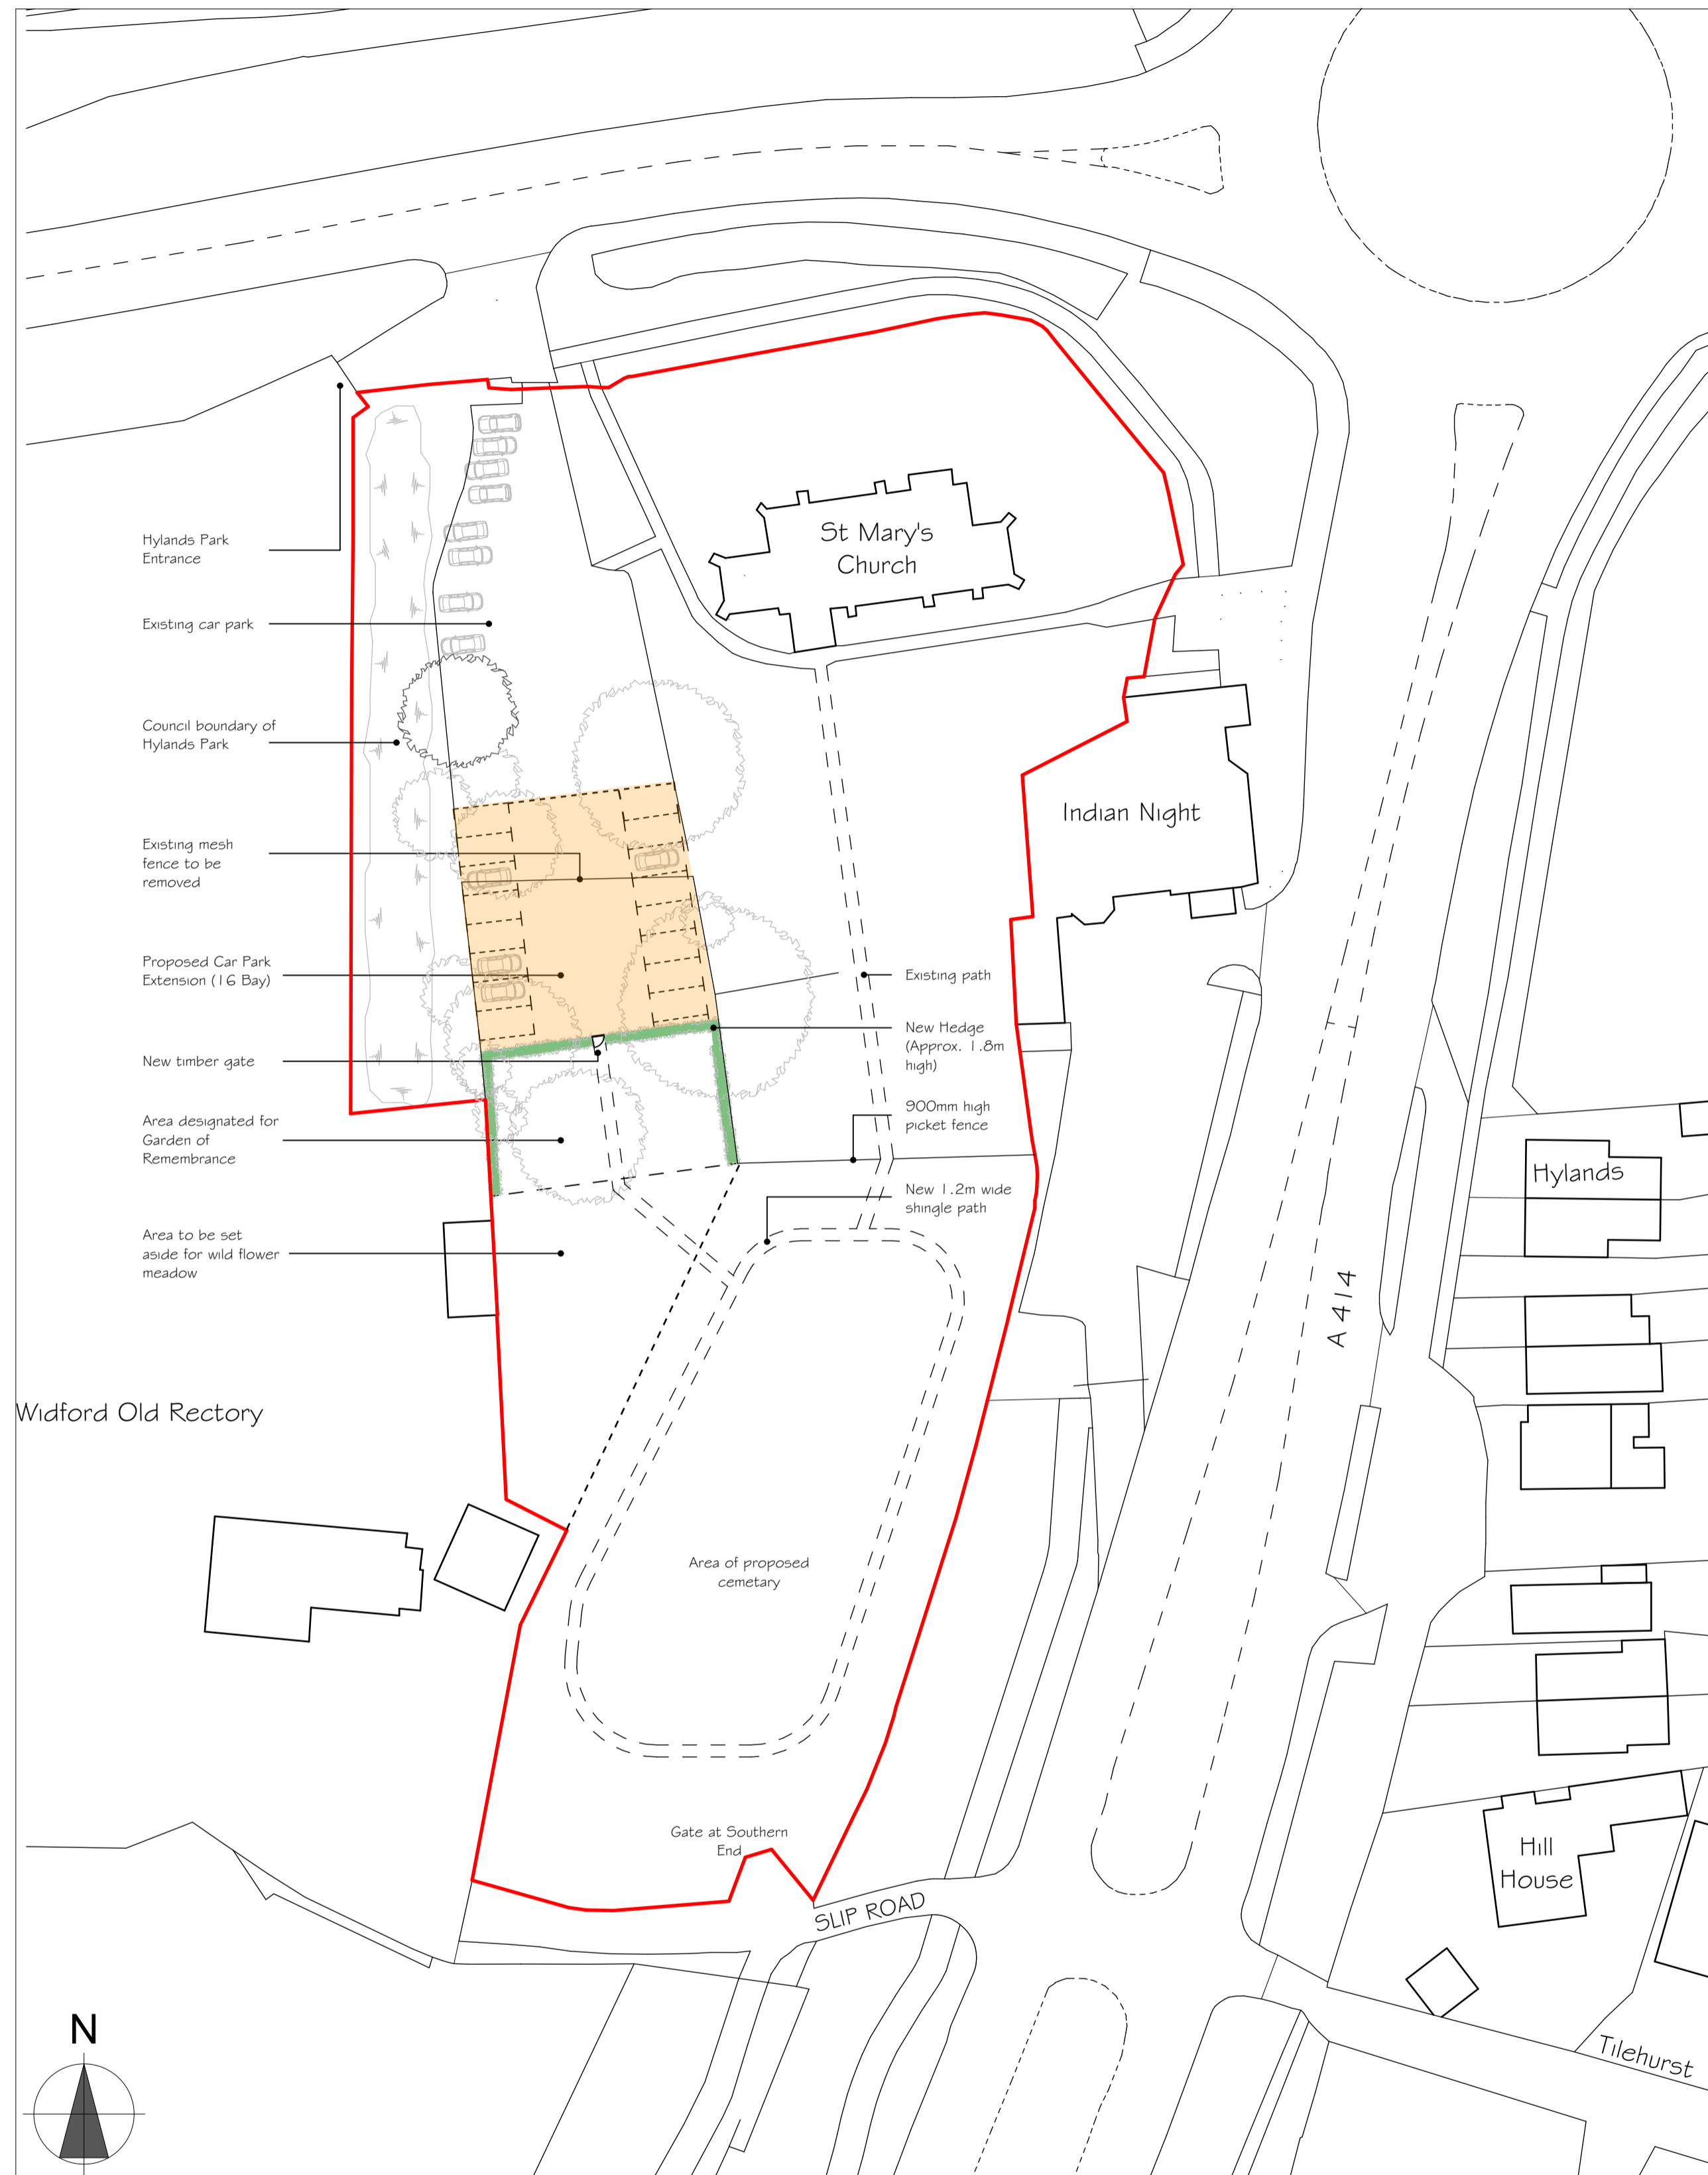 St Mary's
Church
Hylands Park
Entrance
Existing car park
Council boundary of
Hylands Park
Indian Night
Existing mesh
fence to be
removed
Proposed Car Park
Extension (16 Bay)
Existing path
New Hedge
(Approx. 1.8m
high)
New timber gate
900mm high
picket fence
Area designated for
Garden of
Remembrance
Hylands
New 1.2m wide
shingle path
Area to be set
aside for wild flower
meadow
A414
Widford Old Rectory
Area of proposed
cemetary
Gate at Southern
End
Hill
House
SLIP ROAD
N
Tilehurst